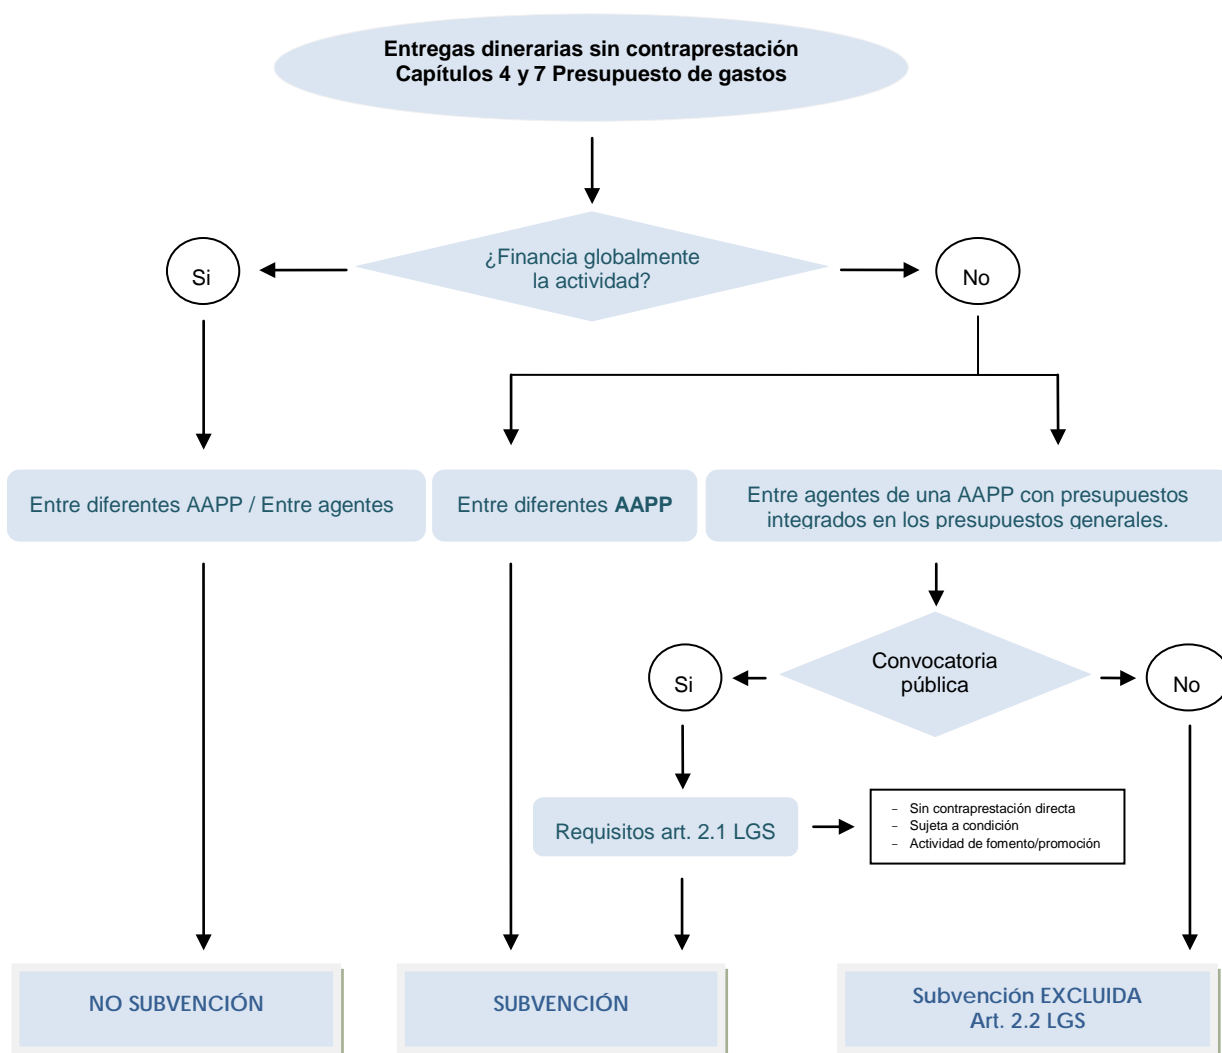 Entregas dinerarias sin contraprestación
Capítulos 4 y 7 Presupuesto de gastos
¿Financia globalmente
la actividad?
Si
No
Entre diferentes AAPP / Entre agentes
Entre diferentes AAPP
Entre agentes de una AAPP con presupuestos
integrados en los presupuestos generales.
Convocatoria
pública
Si
No
Requisitos art. 2.1 LGS
- Sin contraprestación directa
- Sujeta a condición
- Actividad de fomento/promoción
NO SUBVENCIÓN
SUBVENCIÓN
Subvención EXCLUIDA
Art. 2.2 LGS